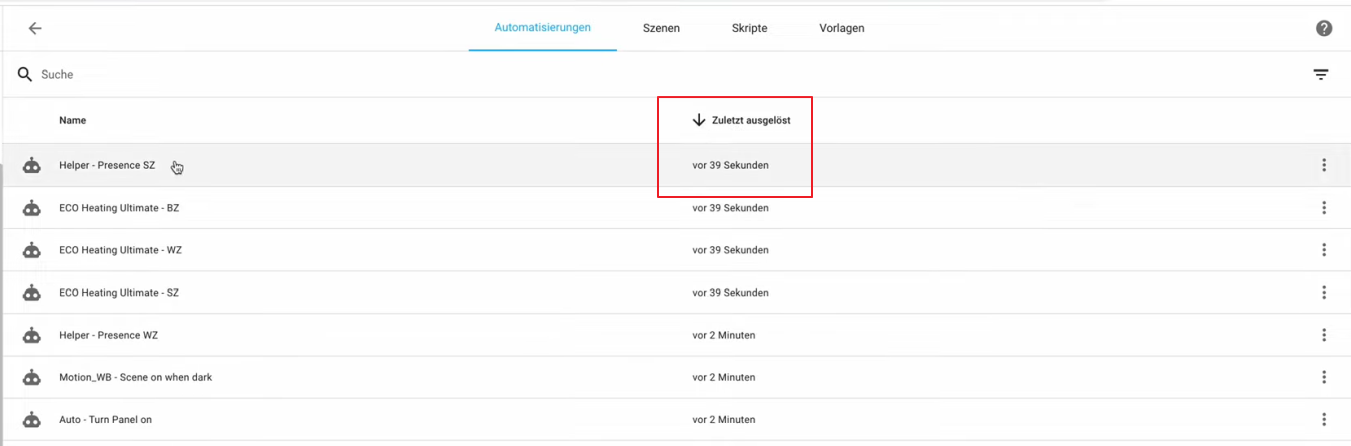 Automatisierungen Szenen Skripte Vorlagen
Suche
Name Zuletzt ausgelöst
Helper - Presence SZ vor 39 Sekunden
ECO Heating Ultimate - BZ vor 39 Sekunden
ECO Heating Ultimate - WZ vor 39 Sekunden
ECO Heating Ultimate - SZ vor 39 Sekunden
Helper - Presence WZ vor 2 Minuten
Motion_WB - Scene on when dark vor 2 Minuten
Auto - Turn Panel on vor 2 Minuten